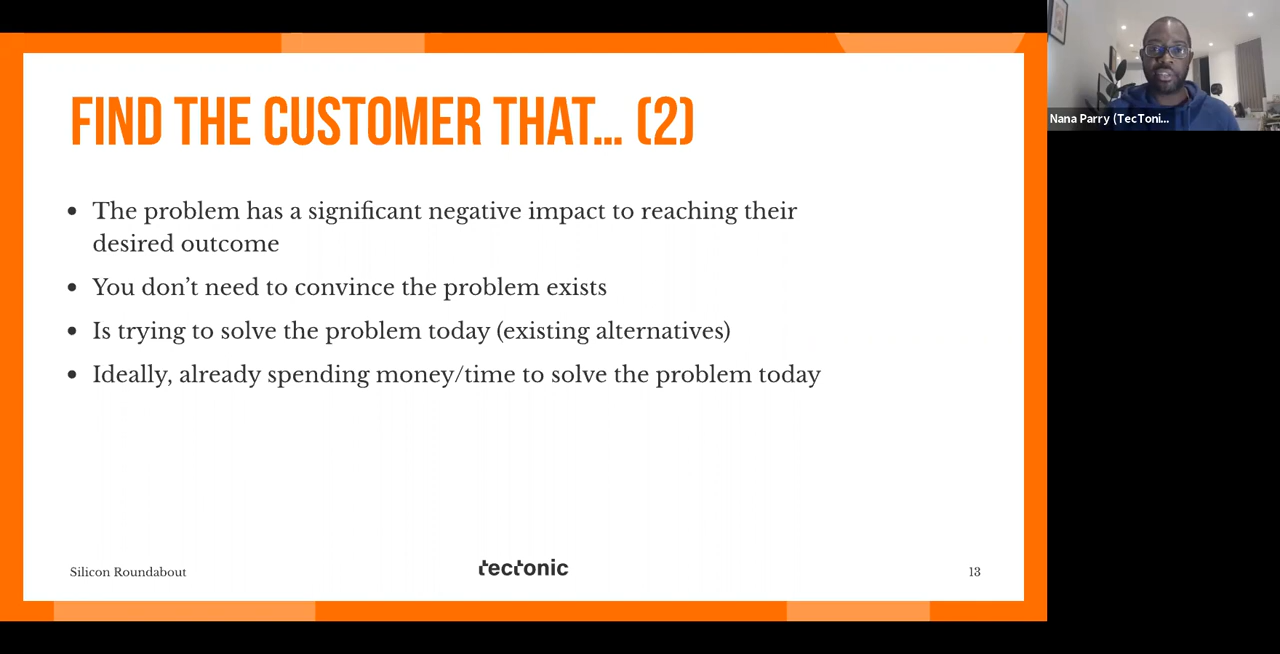 FIND THE CUSTOMER THAT... (2)
• The problem has a significant negative impact to reaching their
desired outcome
• You don’t need to convince the problem exists
• Is trying to solve the problem today (existing alternatives)
• Ideally, already spending money/time to solve the problem today
Silicon Roundabout
tectonic
13
Nana Parry (TecToni...